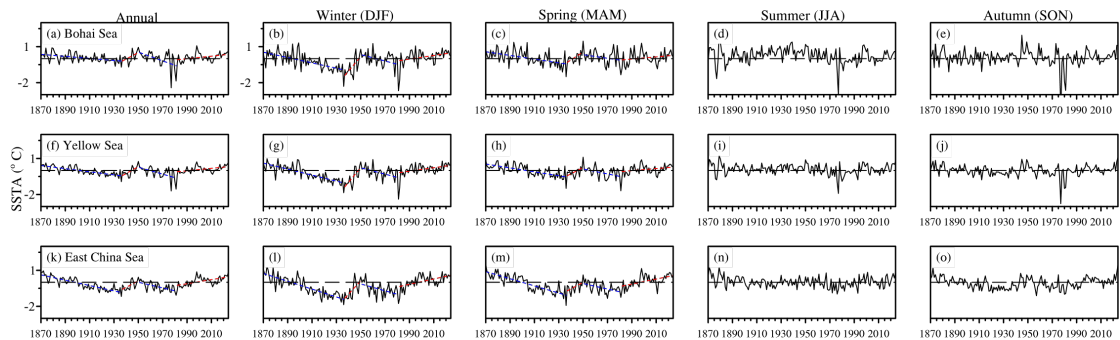 Annual Winter (DJF) Spring (MAM) Summer (JJA) Autumn (SON)
(a) Bohai Sea (b) (c) (d) (e)
1
-2
1870 1890 1910 1930 1950 1970 1990 2010 1870 1890 1910 1930 1950 1970 1990 2010 1870 1890 1910 1930 1950 1970 1990 2010 1870 1890 1910 1930 1950 1970 1990 2010 1870 1890 1910 1930 1950 1970 1990 2010
(f) Yellow Sea (g) (h) (i) (j)
SSTA (° C)
1
-2
1870 1890 1910 1930 1950 1970 1990 2010 1870 1890 1910 1930 1950 1970 1990 2010 1870 1890 1910 1930 1950 1970 1990 2010 1870 1890 1910 1930 1950 1970 1990 2010 1870 1890 1910 1930 1950 1970 1990 2010
(k) East China Sea (l) (m) (n) (o)
1
-2
1870 1890 1910 1930 1950 1970 1990 2010 1870 1890 1910 1930 1950 1970 1990 2010 1870 1890 1910 1930 1950 1970 1990 2010 1870 1890 1910 1930 1950 1970 1990 2010 1870 1890 1910 1930 1950 1970 1990 2010